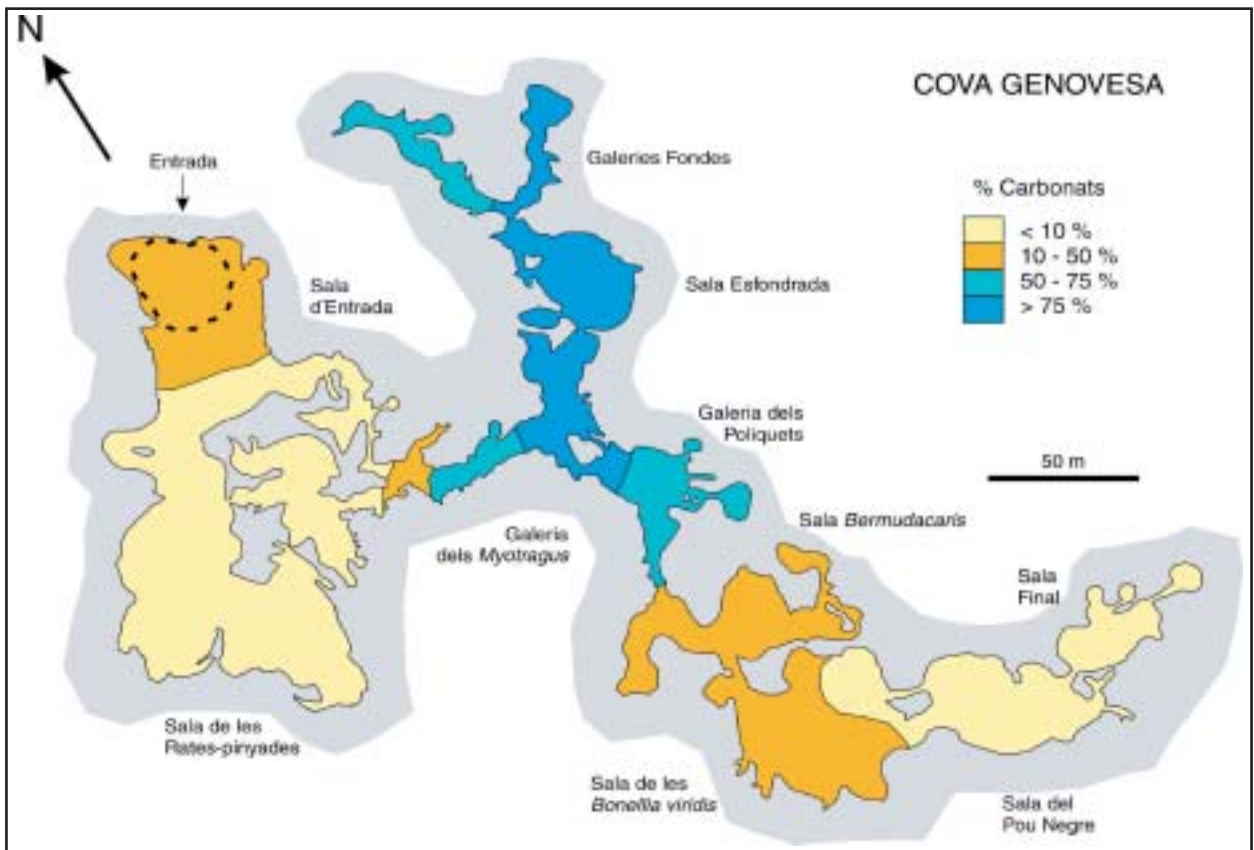 N
COVA GENOVESA
Entrada
Galeries Fondes
% Carbonats
< 10 %
10 - 50 %
50 - 75 %
> 75 %
Sala
d'Entrada
Sala Esfondrada
Galeria dels
Poliquets
50 m
Galeria
dels Myotragus
Sala Bermudacaris
Sala
Final
Sala de les
Rates-pinyades
Sala de les
Bonellia viridis
Sala del
Pou Negre